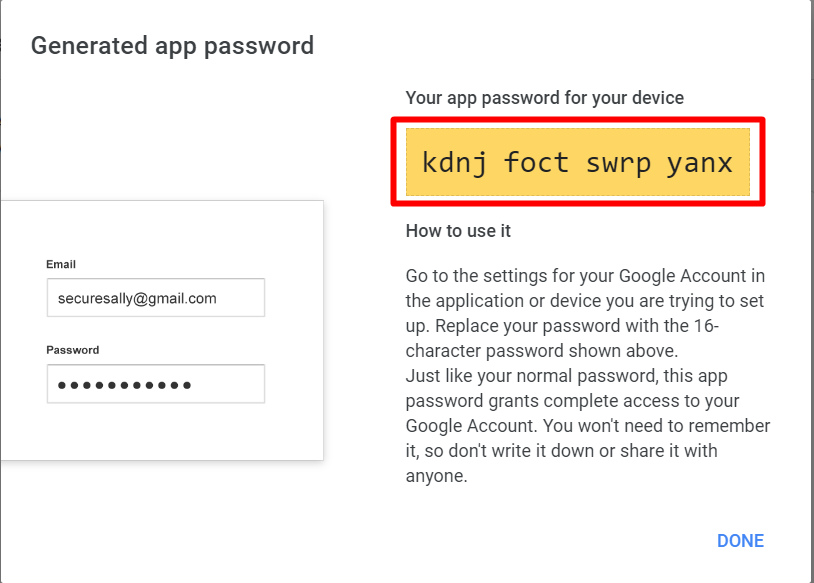 Generated app password
Your app password for your device
kdnj foct swrp yanx
How to use it
Go to the settings for your Google Account in
the application or device you are trying to set
up. Replace your password with the 16-
character password shown above.
Just like your normal password, this app
password grants complete access to your
Google Account. You won't need to remember
it, so don't write it down or share it with
anyone.
Email
securesally@gmail.com
Password
DONE